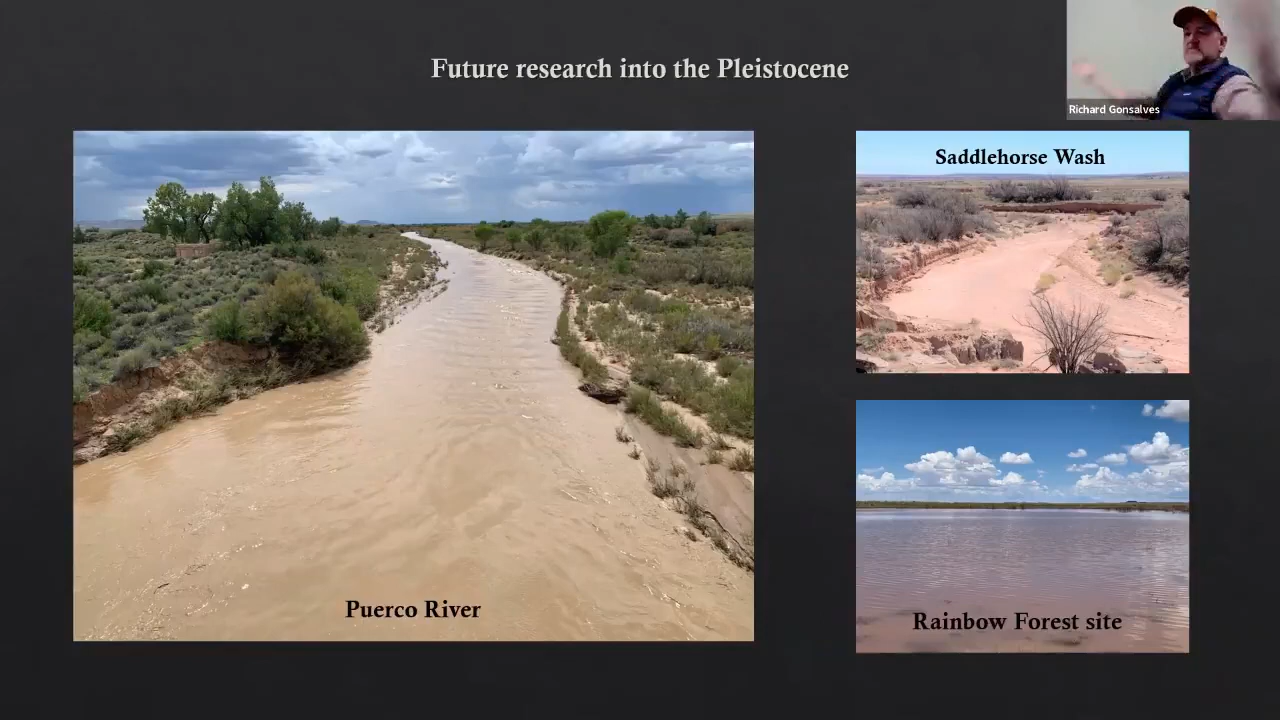 Future research into the Pleistocene
Richard Gonsalves
Saddlehorse Wash
Puerco River
Rainbow Forest site